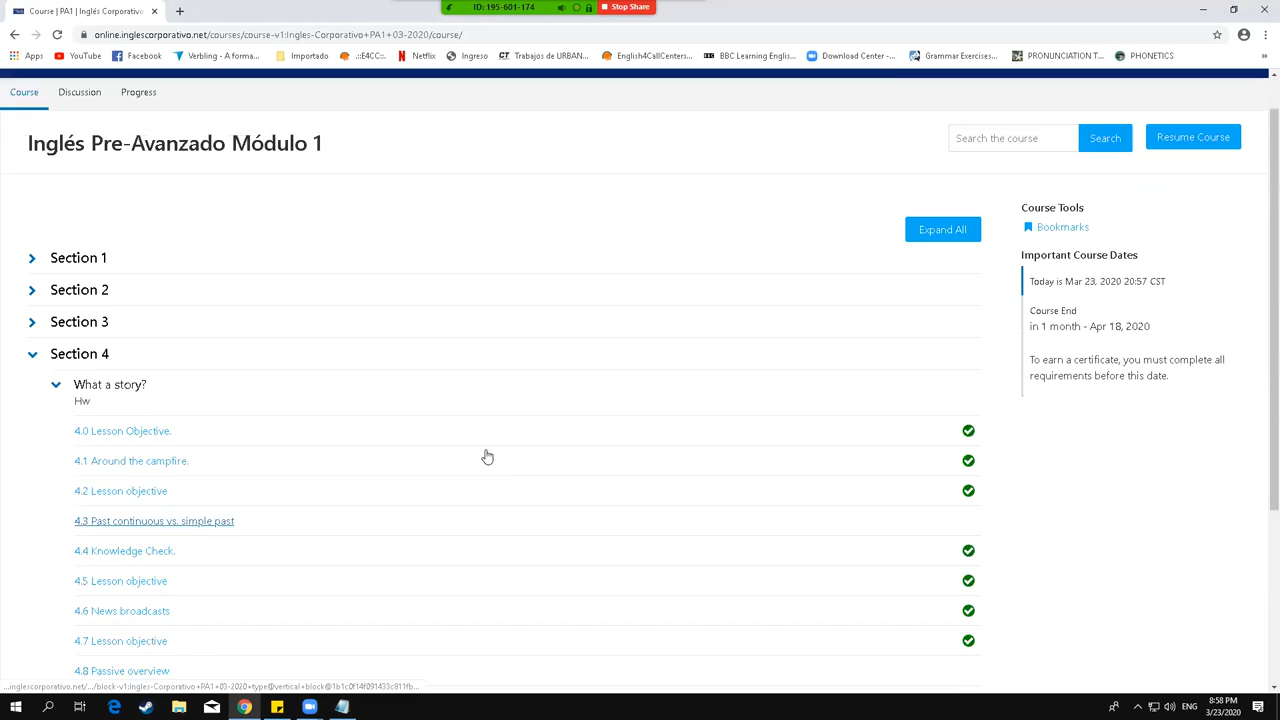 Course | PA1 | Inglés Corporativo
ID: 195-601-174
Stop Share
online.inglescorporativo.net/courses/course-v1:Ingles-Corporativo+PA1+03-2020/course/
Apps
YouTube
Facebook
Verbling - A forma...
Importado
.::E4CC::.
Netflix
Ingreso
CT Trabajos de URBAN...
English4CallCenters...
BBC Learning Englis...
Download Center -...
Grammar Exercises...
PRONUNCIATION T...
PHONETICS
Course
Discussion
Progress
Inglés Pre-Avanzado Módulo 1
Search the course
Search
Resume Course
Expand All
Course Tools
Bookmarks
Important Course Dates
Today is Mar 23, 2020 20:57 CST
Course End
in 1 month - Apr 18, 2020
To earn a certificate, you must complete all
requirements before this date.
Section 1
Section 2
Section 3
Section 4
What a story?
Hw
4.0 Lesson Objective.
4.1 Around the campfire.
4.2 Lesson objective
4.3 Past continuous vs. simple past
4.4 Knowledge Check.
4.5 Lesson objective
4.6 News broadcasts
4.7 Lesson objective
4.8 Passive overview
ENG
8:58 PM
3/23/2020